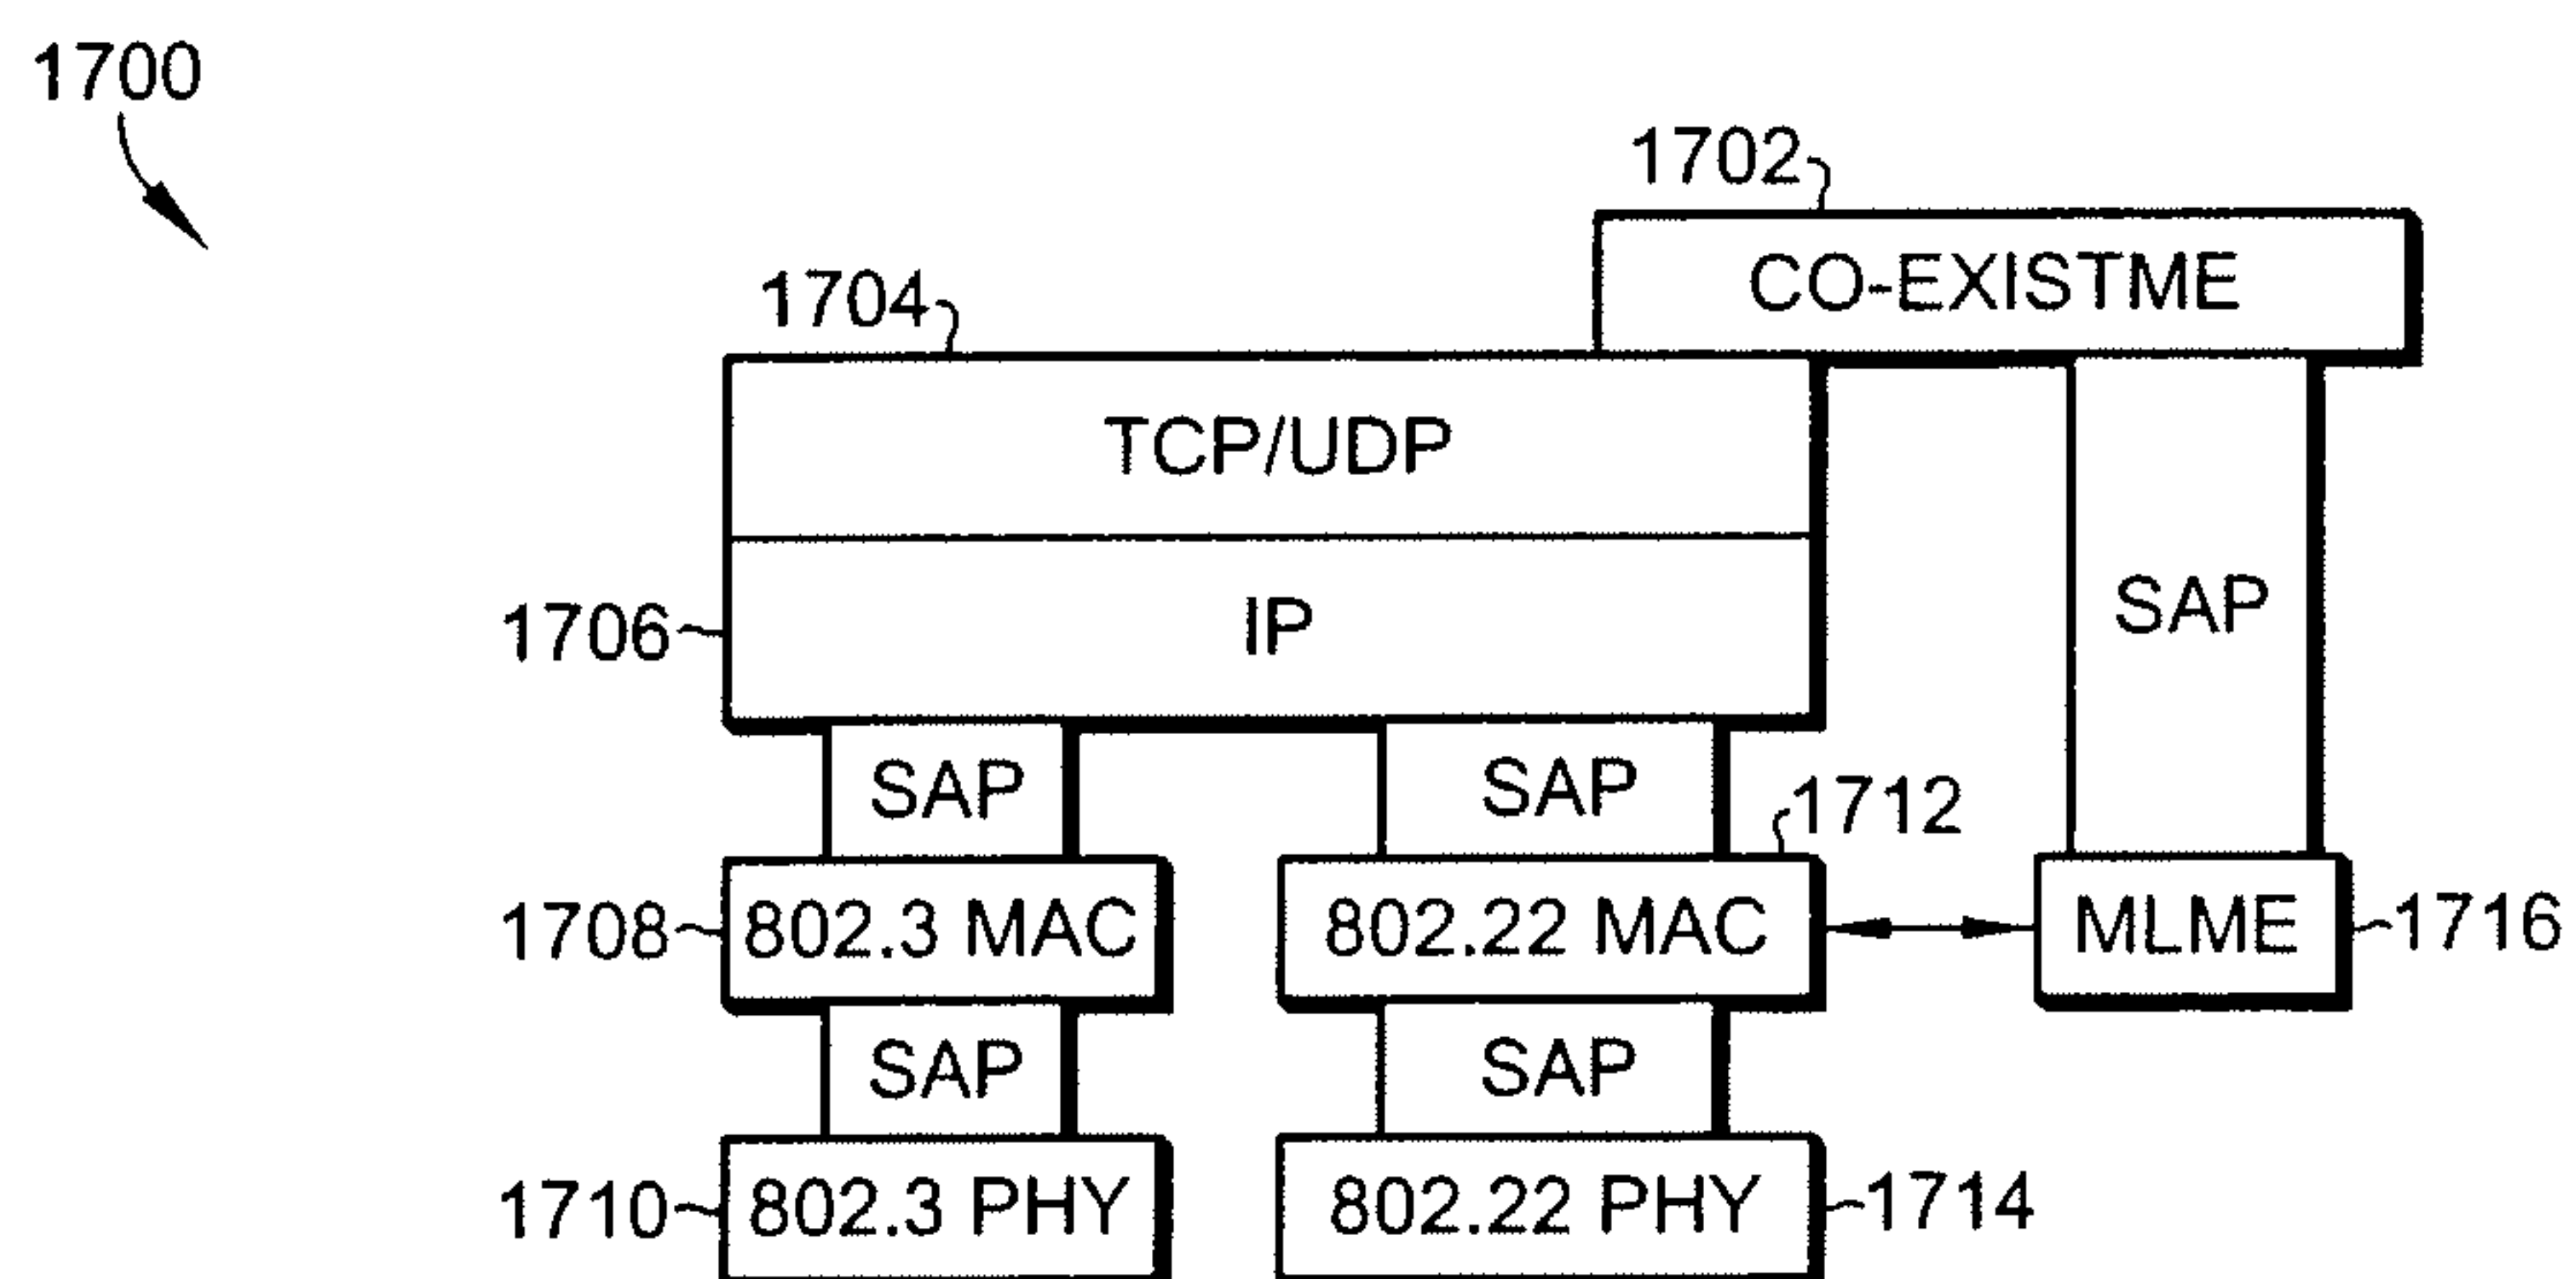 1700
1702
CO-EXISTME
1704
TCP/UDP
1706
IP
SAP
SAP
SAP
1712
1708
802.3 MAC
802.22 MAC
MLME
1716
SAP
SAP
1710
802.3 PHY
802.22 PHY
1714